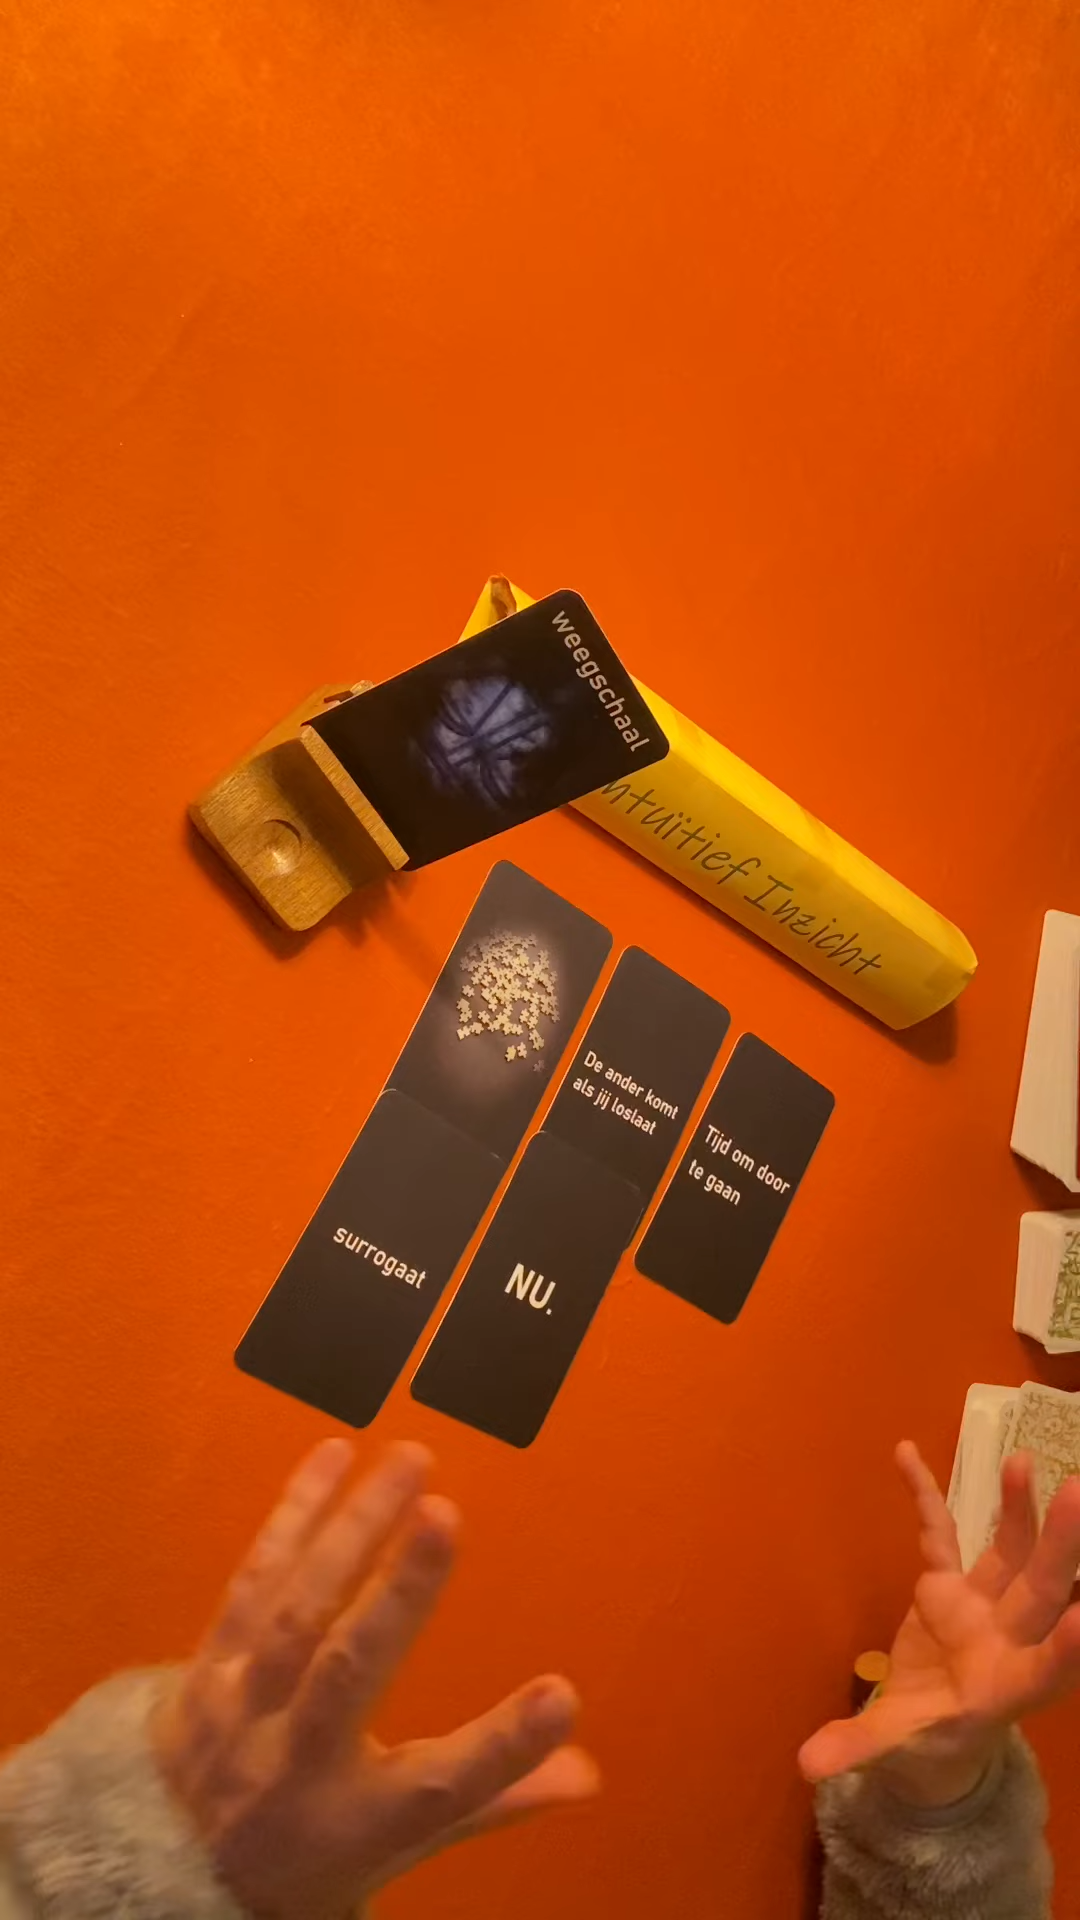 weegschaal
ntuïtief Inzicht
De ander komt
als jij loslaat
Tijd om door
te gaan
surrogaat
NU.